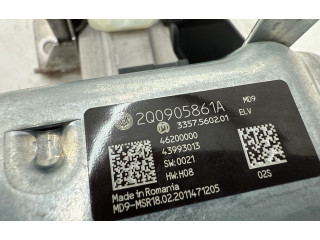 2Q0905861A MD9
3357.5602.01 ELV
46200000
43993013
SW:0021
HW:H08
Made in Romania 02S
MD9-MSR18.02.2011471205